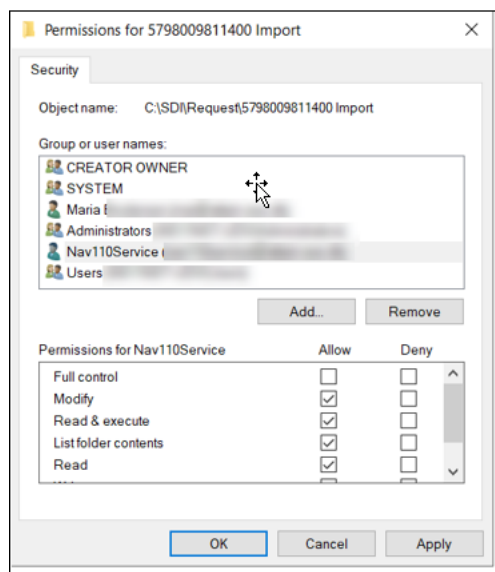 Permissions for 5798009811400 Import
Security
Object name: C:\SDI\Request\5798009811400 Import
Group or user names:
CREATOR OWNER
SYSTEM
Maria
Administrators
Nav110Service
Users
Add... Remove
Permissions for Nav110Service Allow Deny
Full control
Modify
Read & execute
List folder contents
Read
OK Cancel Apply